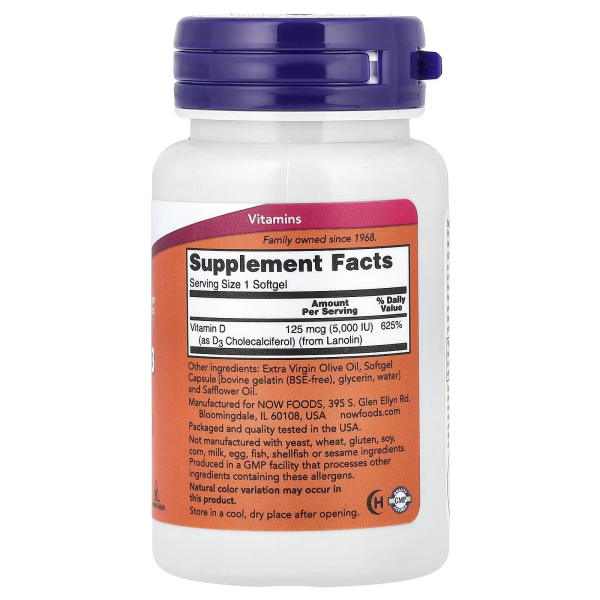 Vitamins
Family owned since 1968.
Supplement Facts
Serving Size 1 Softgel
Amount Per Serving
% Daily Value
Vitamin D 125 mcg (5,000 IU) 625%
(as D3 Cholecalciferol) (from Lanolin)
Other ingredients: Extra Virgin Olive Oil, Softgel
Capsule [bovine gelatin (BSE-free), glycerin, water]
and Safflower Oil.
Manufactured for NOW FOODS, 395 S. Glen Ellyn Rd.
Bloomingdale, IL 60108, USA nowfoods.com
Packaged and quality tested in the USA.
Not manufactured with yeast, wheat, gluten, soy,
corn, milk, egg, fish, shellfish or sesame ingredients.
Produced in a GMP facility that processes other
ingredients containing these allergens.
Natural color variation may occur in
this product.
Store in a cool, dry place after opening.
H
GMP